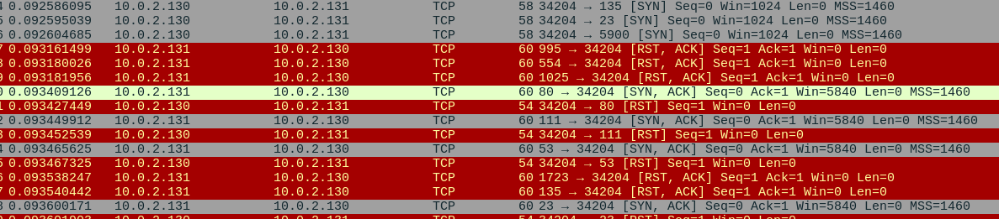 4 0.092586095 10.0.2.130 10.0.2.131 TCP 58 34204 → 135 [SYN] Seq=0 Win=1024 Len=0 MSS=1460
5 0.092595039 10.0.2.130 10.0.2.131 TCP 58 34204 → 23 [SYN] Seq=0 Win=1024 Len=0 MSS=1460
6 0.092604685 10.0.2.130 10.0.2.131 TCP 58 34204 → 5900 [SYN] Seq=0 Win=1024 Len=0 MSS=1460
7 0.093161499 10.0.2.131 10.0.2.130 TCP 60 995 → 34204 [RST, ACK] Seq=1 Ack=1 Win=0 Len=0
8 0.093180026 10.0.2.131 10.0.2.130 TCP 60 554 → 34204 [RST, ACK] Seq=1 Ack=1 Win=0 Len=0
9 0.093181956 10.0.2.131 10.0.2.130 TCP 60 1025 → 34204 [RST, ACK] Seq=1 Ack=1 Win=0 Len=0
0 0.093409126 10.0.2.131 10.0.2.130 TCP 60 80 → 34204 [SYN, ACK] Seq=0 Ack=1 Win=5840 Len=0 MSS=1460
1 0.093427449 10.0.2.130 10.0.2.131 TCP 54 34204 → 80 [RST] Seq=1 Win=0 Len=0
2 0.093449912 10.0.2.131 10.0.2.130 TCP 60 111 → 34204 [SYN, ACK] Seq=0 Ack=1 Win=5840 Len=0 MSS=1460
3 0.093452539 10.0.2.130 10.0.2.131 TCP 54 34204 → 111 [RST] Seq=1 Win=0 Len=0
4 0.093465625 10.0.2.131 10.0.2.130 TCP 60 53 → 34204 [SYN, ACK] Seq=0 Ack=1 Win=5840 Len=0 MSS=1460
5 0.093467325 10.0.2.130 10.0.2.131 TCP 54 34204 → 53 [RST] Seq=1 Win=0 Len=0
6 0.093538247 10.0.2.131 10.0.2.130 TCP 60 1723 → 34204 [RST, ACK] Seq=1 Ack=1 Win=0 Len=0
7 0.093540442 10.0.2.131 10.0.2.130 TCP 60 135 → 34204 [RST, ACK] Seq=1 Ack=1 Win=0 Len=0
8 0.093600171 10.0.2.131 10.0.2.130 TCP 60 23 → 34204 [SYN, ACK] Seq=0 Ack=1 Win=5840 Len=0 MSS=1460